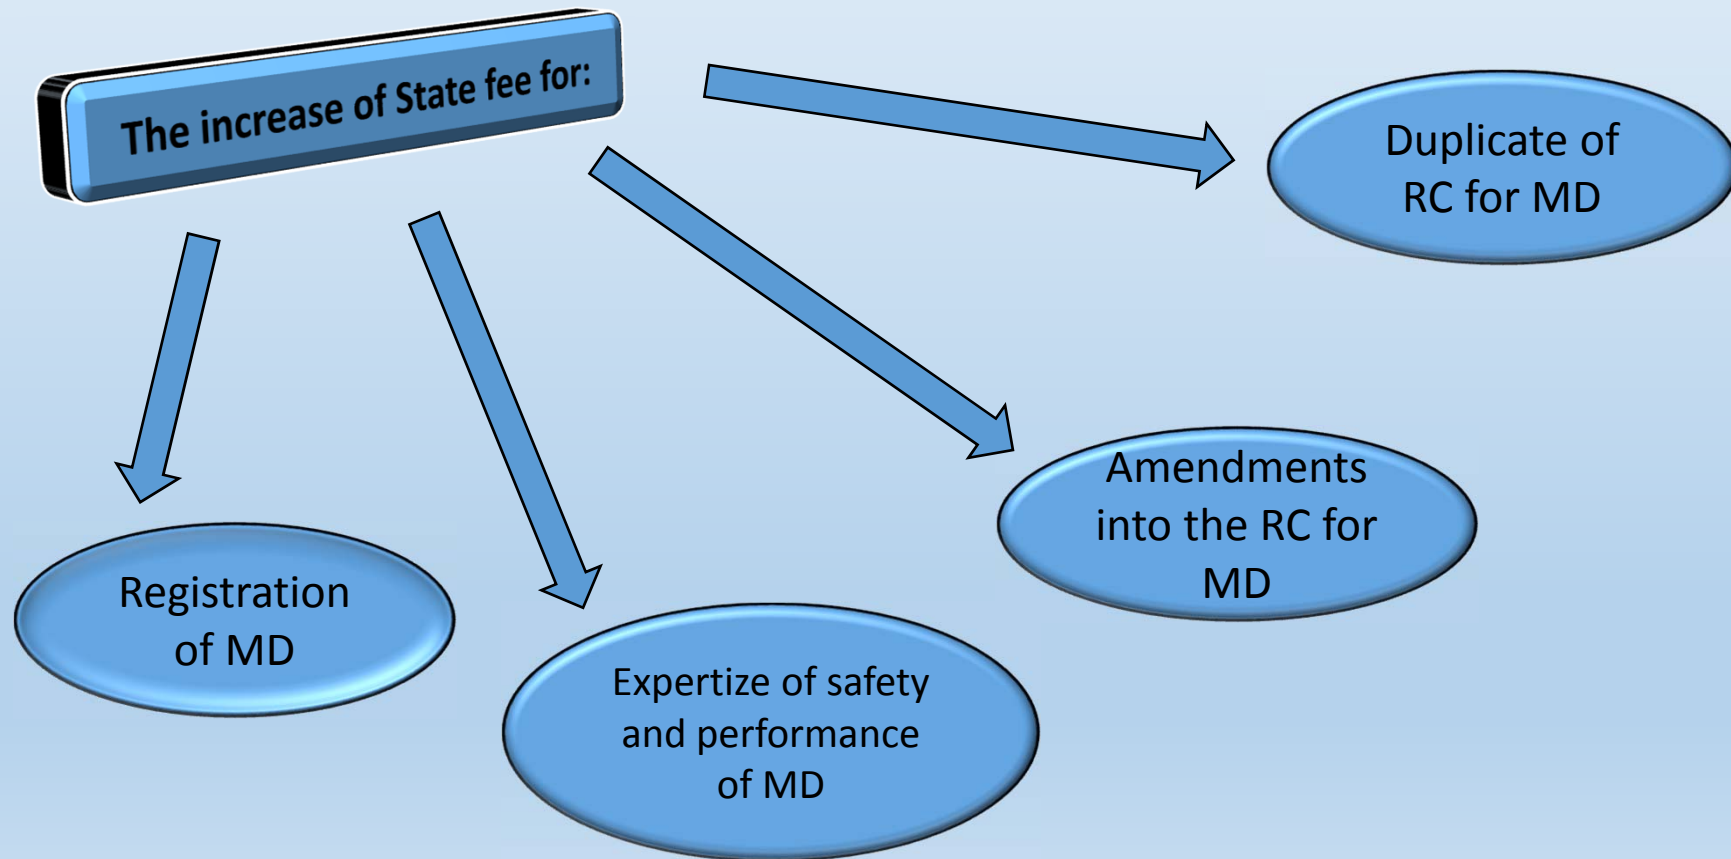 The increase of State fee for:
Duplicate of
RC for MD
Amendments
into the RC for
MD
Registration
of MD
Expertize of safety
and performance
of MD